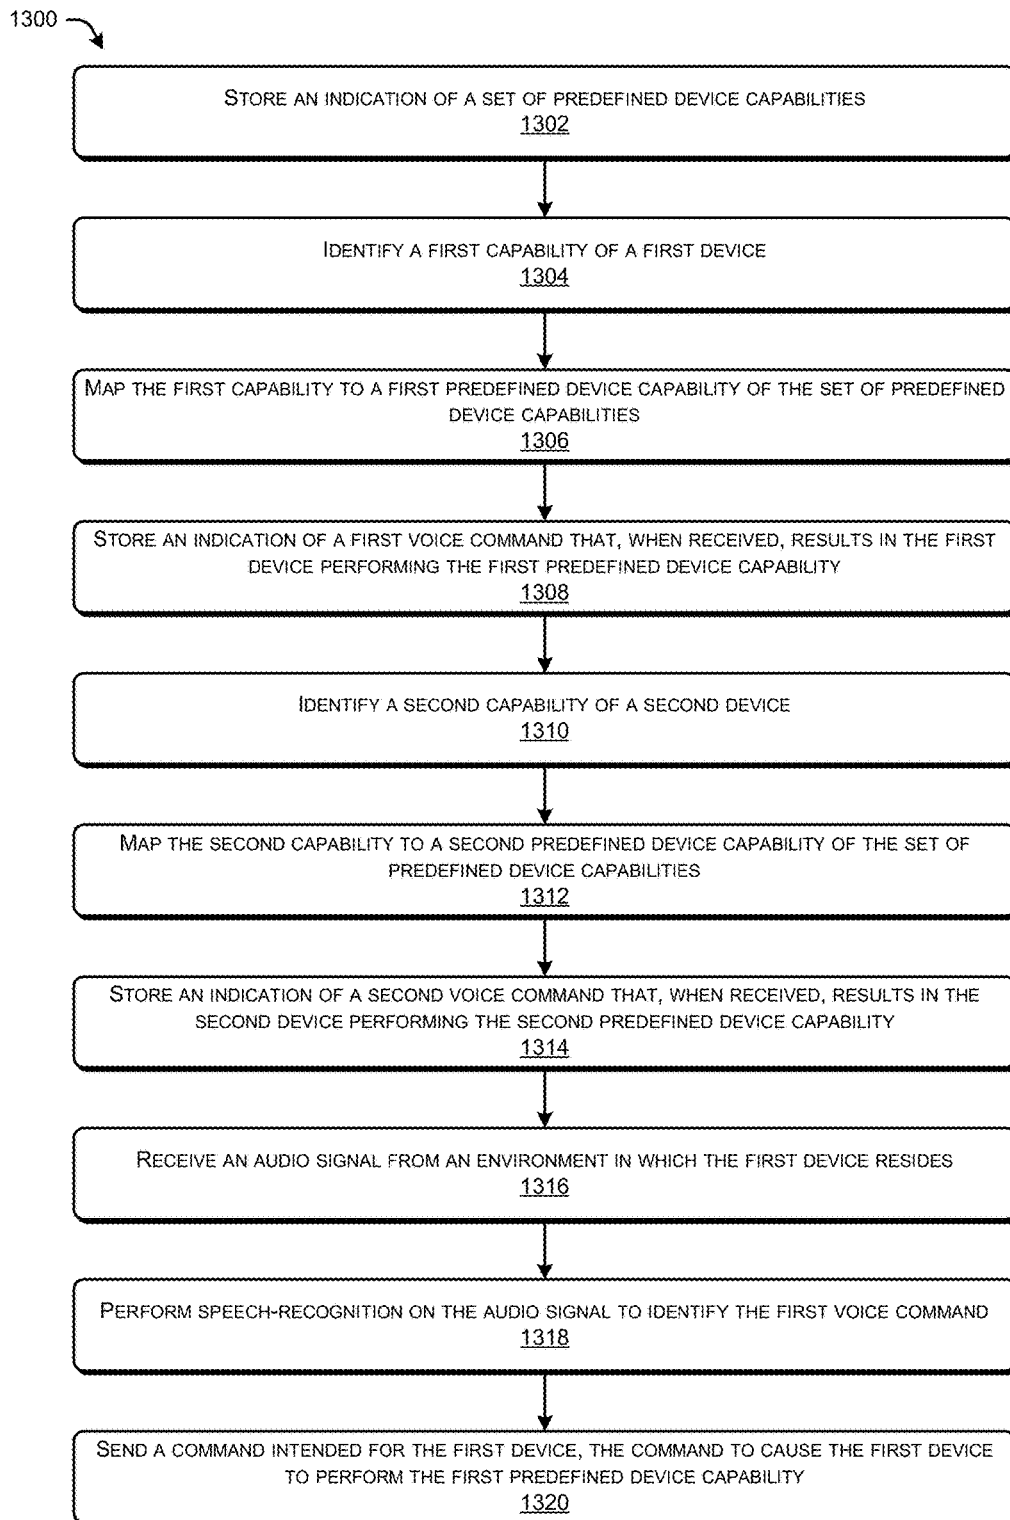 1300
STORE AN INDICATION OF A SET OF PREDEFINED DEVICE CAPABILITIES
1302
IDENTIFY A FIRST CAPABILITY OF A FIRST DEVICE
1304
MAP THE FIRST CAPABILITY TO A FIRST PREDEFINED DEVICE CAPABILITY OF THE SET OF PREDEFINED
DEVICE CAPABILITIES
1306
STORE AN INDICATION OF A FIRST VOICE COMMAND THAT, WHEN RECEIVED, RESULTS IN THE FIRST
DEVICE PERFORMING THE FIRST PREDEFINED DEVICE CAPABILITY
1308
IDENTIFY A SECOND CAPABILITY OF A SECOND DEVICE
1310
MAP THE SECOND CAPABILITY TO A SECOND PREDEFINED DEVICE CAPABILITY OF THE SET OF
PREDEFINED DEVICE CAPABILITIES
1312
STORE AN INDICATION OF A SECOND VOICE COMMAND THAT, WHEN RECEIVED, RESULTS IN THE
SECOND DEVICE PERFORMING THE SECOND PREDEFINED DEVICE CAPABILITY
1314
RECEIVE AN AUDIO SIGNAL FROM AN ENVIRONMENT IN WHICH THE FIRST DEVICE RESIDES
1316
PERFORM SPEECH-RECOGNITION ON THE AUDIO SIGNAL TO IDENTIFY THE FIRST VOICE COMMAND
1318
SEND A COMMAND INTENDED FOR THE FIRST DEVICE, THE COMMAND TO CAUSE THE FIRST DEVICE
TO PERFORM THE FIRST PREDEFINED DEVICE CAPABILITY
1320